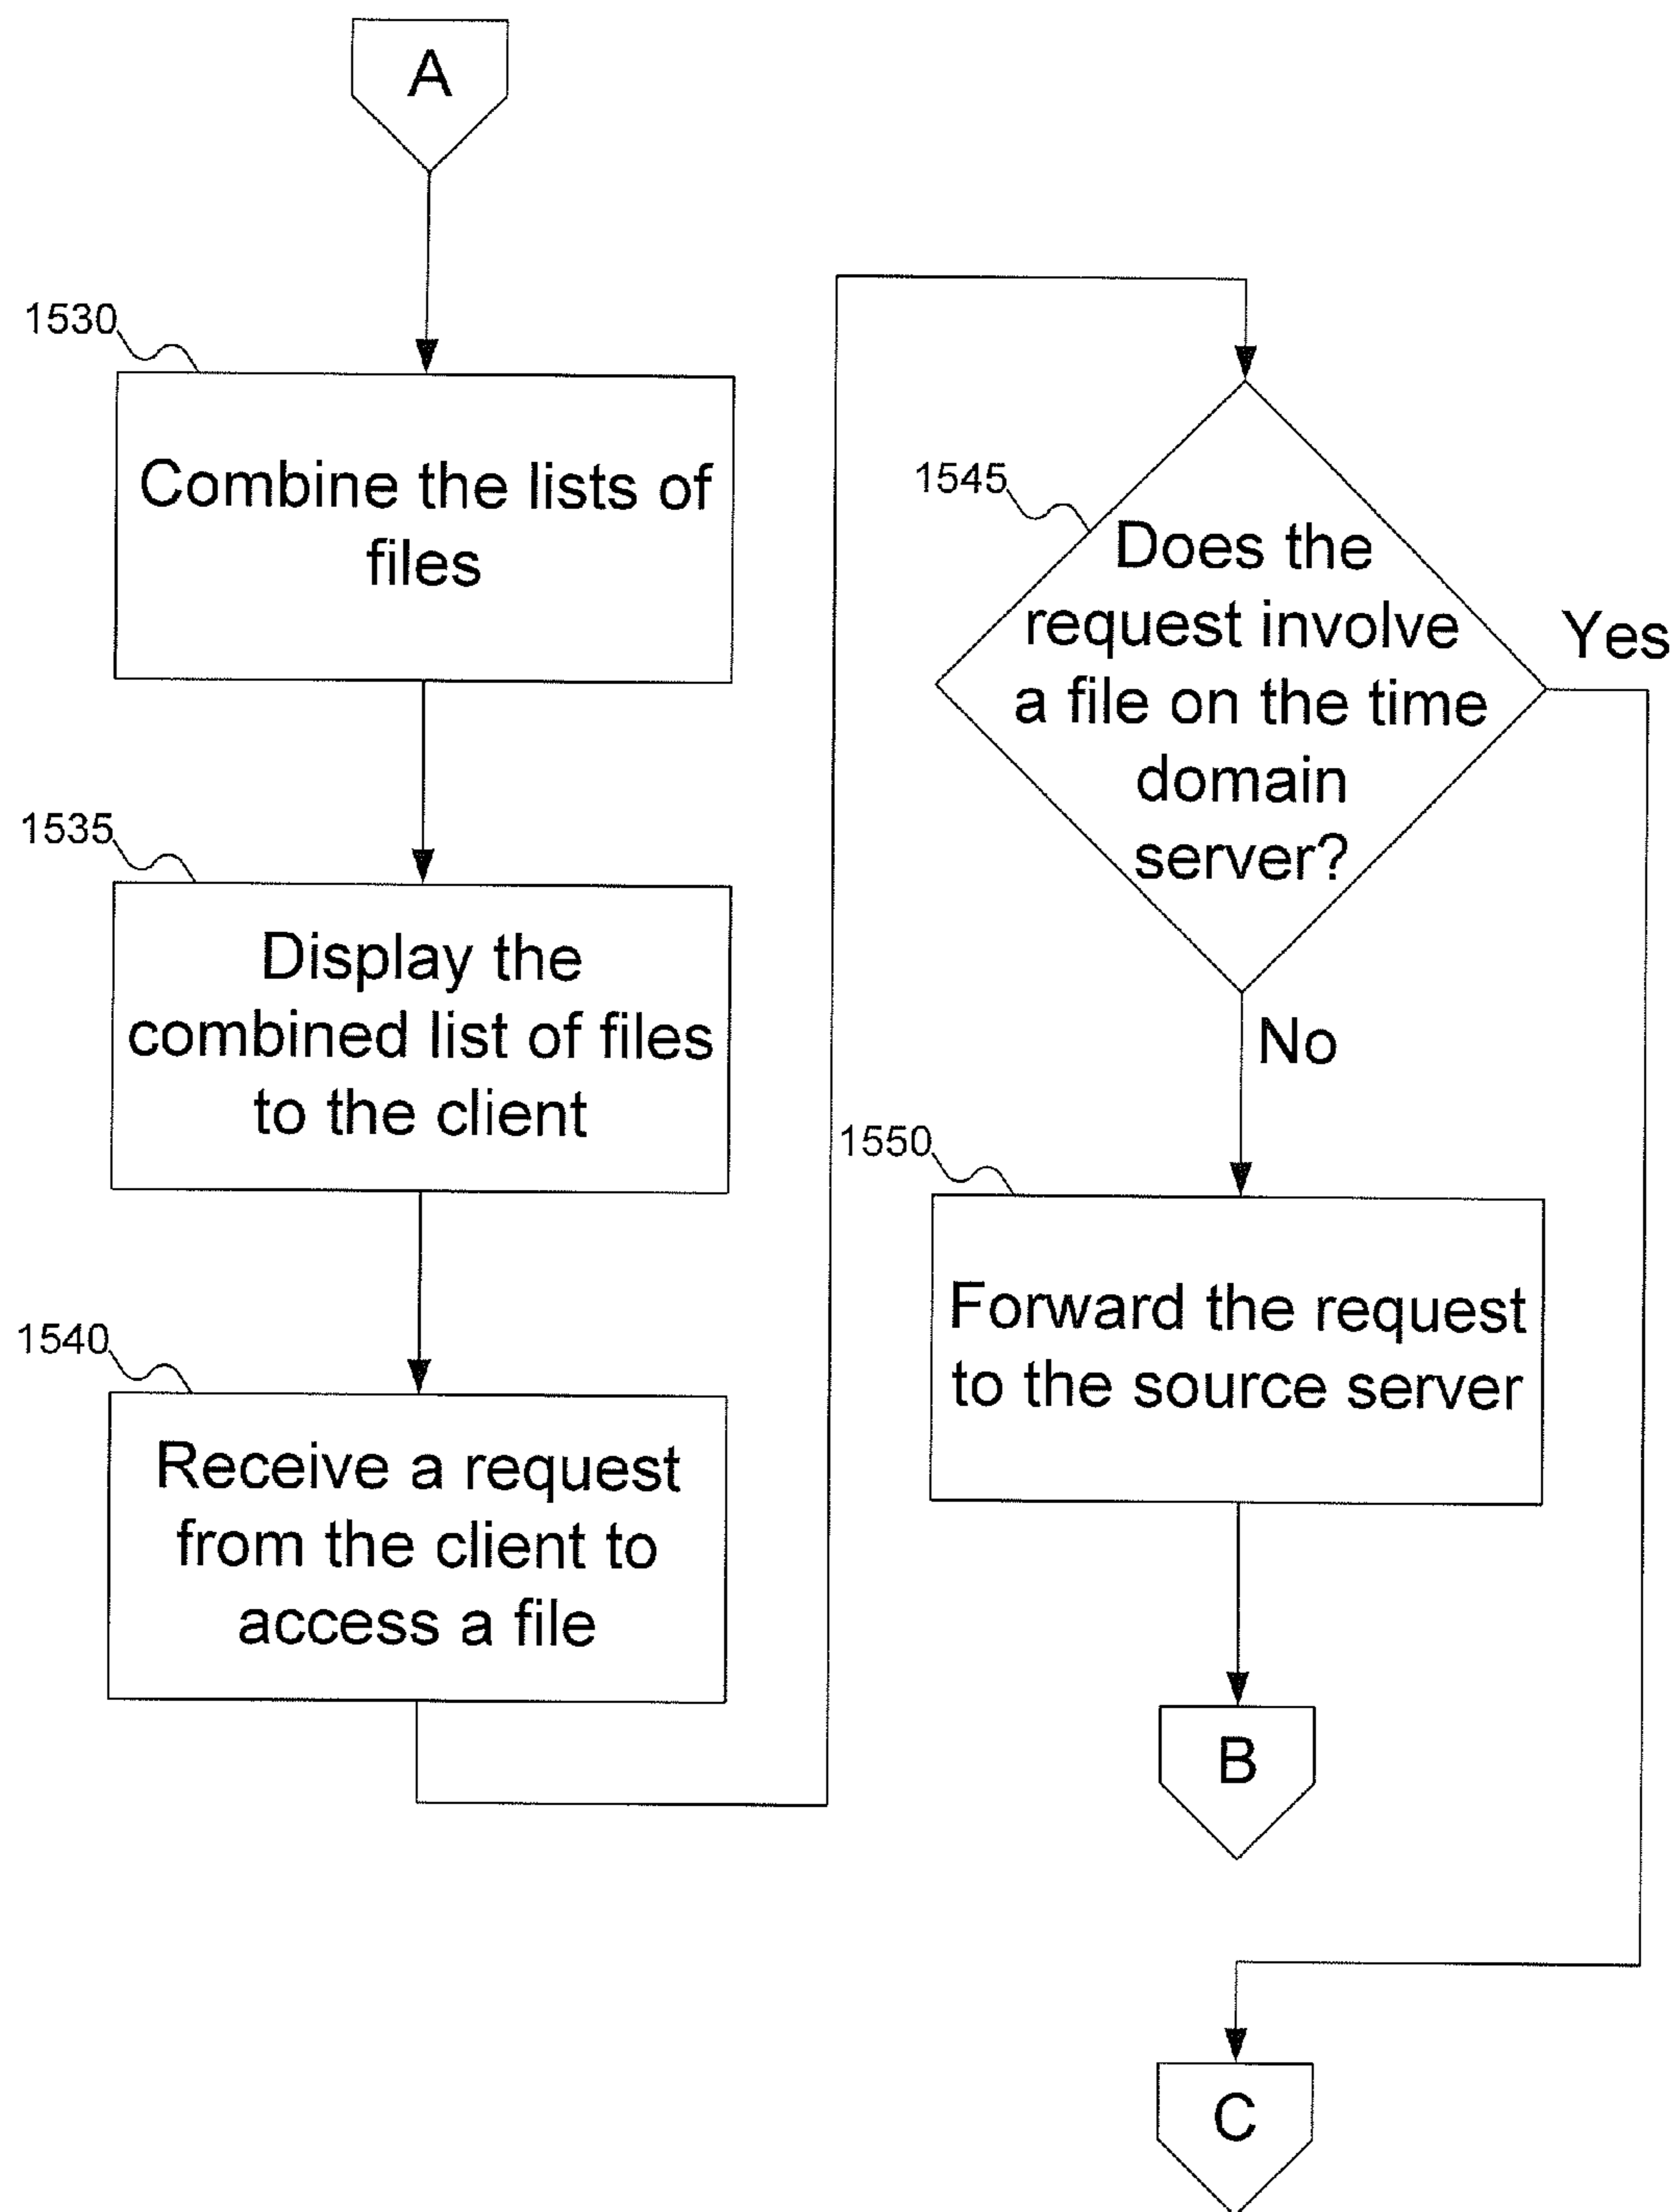 A
1530
Combine the lists of
files
1535
Display the
combined list of files
to the client
1540
Receive a request
from the client to
access a file
1545
Does the
request involve
a file on the time
domain
server?
Yes
No
1550
Forward the request
to the source server
B
C